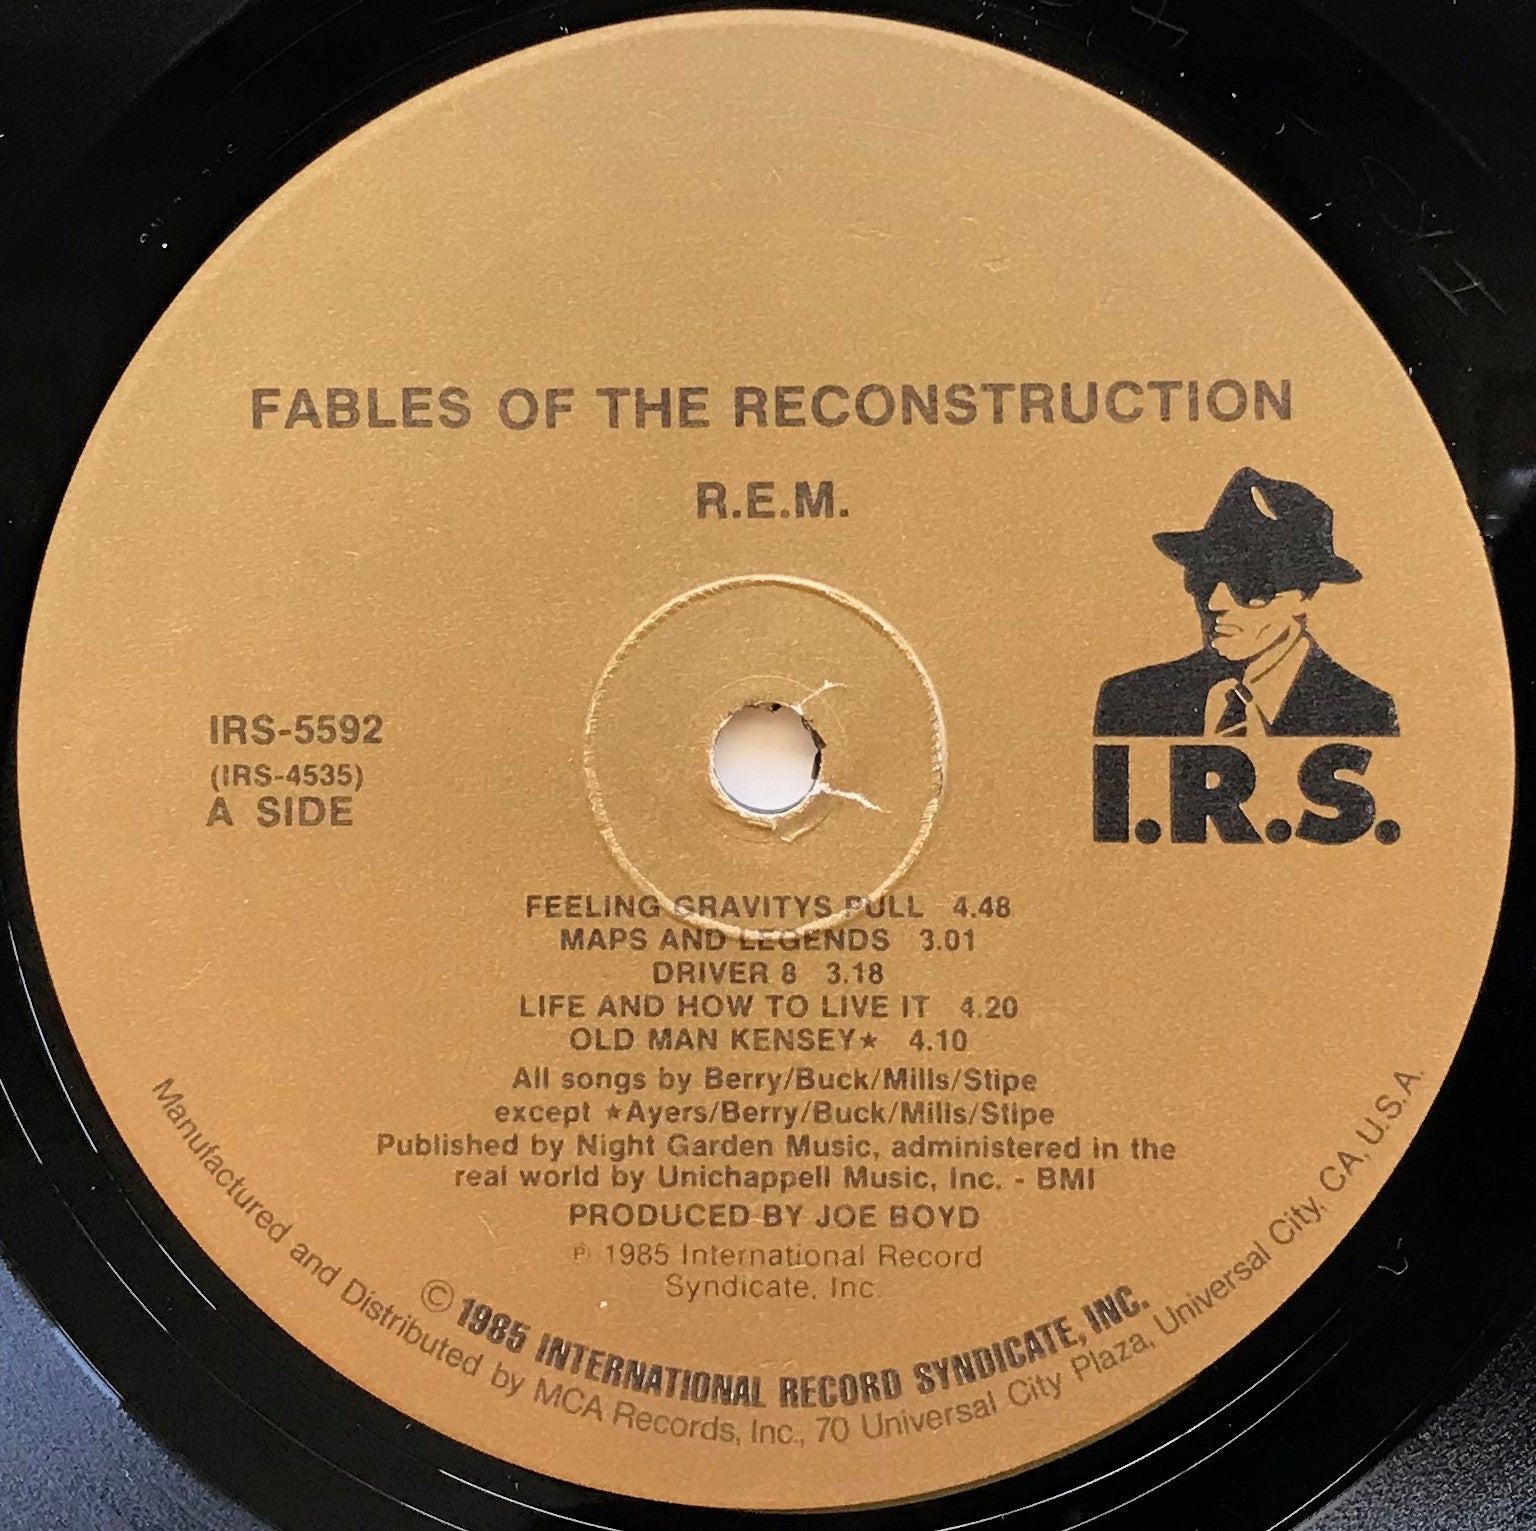 FABLES OF THE RECONSTRUCTION
R.E.M.
I.R.S.
IRS-5592
(IRS-4535)
A SIDE
FEELING GRAVITYS PULL 4.48
MAPS AND LEGENDS 3.01
DRIVER 8 3.18
LIFE AND HOW TO LIVE IT 4.20
OLD MAN KENSEY★ 4.10
All songs by Berry/Buck/Mills/Stipe
except ★Ayers/Berry/Buck/Mills/Stipe
Published by Night Garden Music, administered in the
real world by Unichappell Music, Inc. - BMI
PRODUCED BY JOE BOYD
℗ 1985 International Record
Syndicate, Inc.
© 1985 INTERNATIONAL RECORD SYNDICATE, INC.
Manufactured and Distributed by MCA Records, Inc., 70 Universal City Plaza, Universal City, CA, U.S.A.